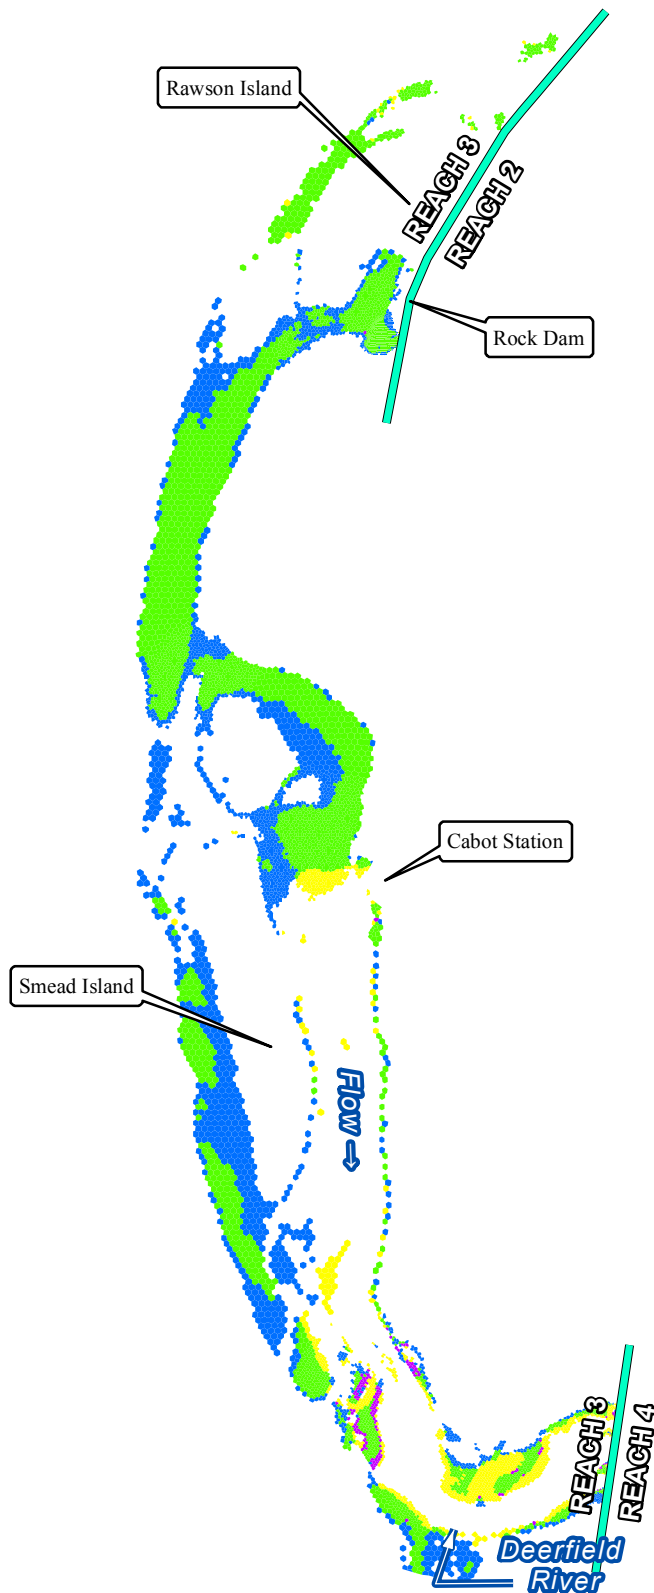 Rawson Island
REACH 3
REACH 2
Rock Dam
Cabot Station
Smead Island
Flow →
REACH 3
REACH 4
Deerfield
River